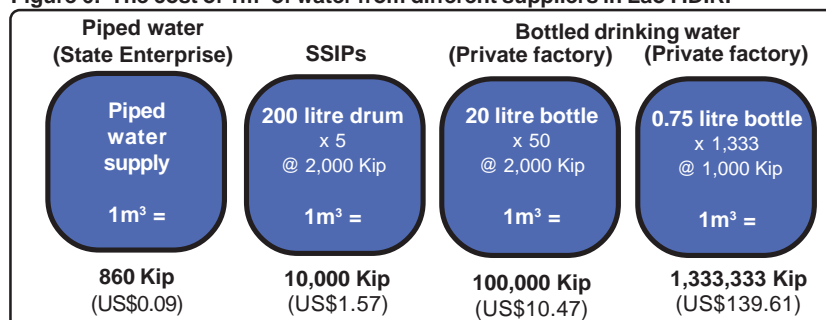 Piped water
(State Enterprise)
SSIPs
Bottled drinking water
(Private factory) (Private factory)
Piped
water
supply
1m³ =
860 Kip
(US$0.09)
200 litre drum
x 5
@ 2,000 Kip
1m³ =
10,000 Kip
(US$1.57)
20 litre bottle
x 50
@ 2,000 Kip
1m³ =
100,000 Kip
(US$10.47)
0.75 litre bottle
x 1,333
@ 1,000 Kip
1m³ =
1,333,333 Kip
(US$139.61)